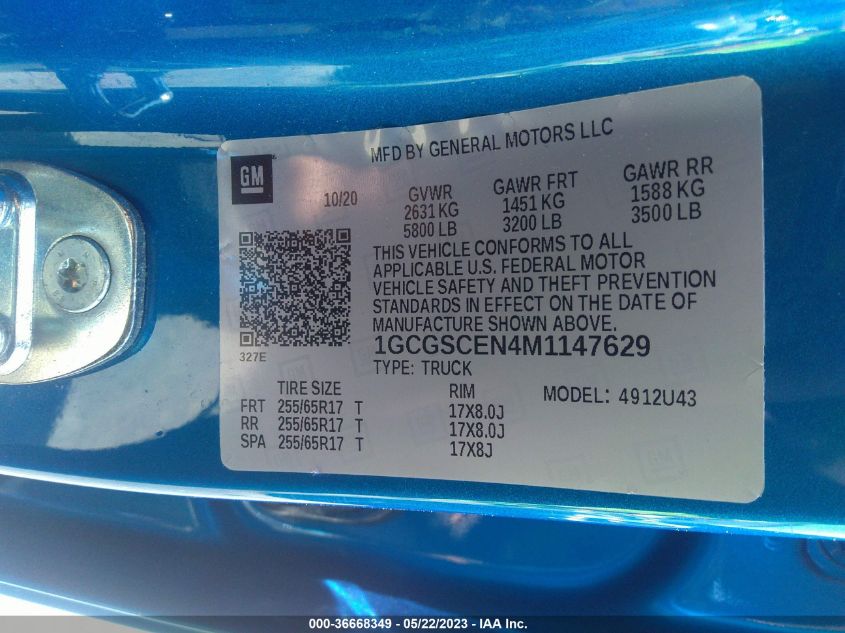 MFD BY GENERAL MOTORS LLC
GM
10/20
GVWR GAWR FRT GAWR RR
2631 KG 1451 KG 1588 KG
5800 LB 3200 LB 3500 LB
THIS VEHICLE CONFORMS TO ALL
APPLICABLE U.S. FEDERAL MOTOR
VEHICLE SAFETY AND THEFT PREVENTION
STANDARDS IN EFFECT ON THE DATE OF
MANUFACTURE SHOWN ABOVE.
327E
1GCGSCEN4M1147629
TYPE: TRUCK
TIRE SIZE RIM MODEL: 4912U43
FRT 255/65R17 T 17X8.0J
RR 255/65R17 T 17X8.0J
SPA 255/65R17 T 17X8J
000-36668349 - 05/22/2023 - IAA Inc.